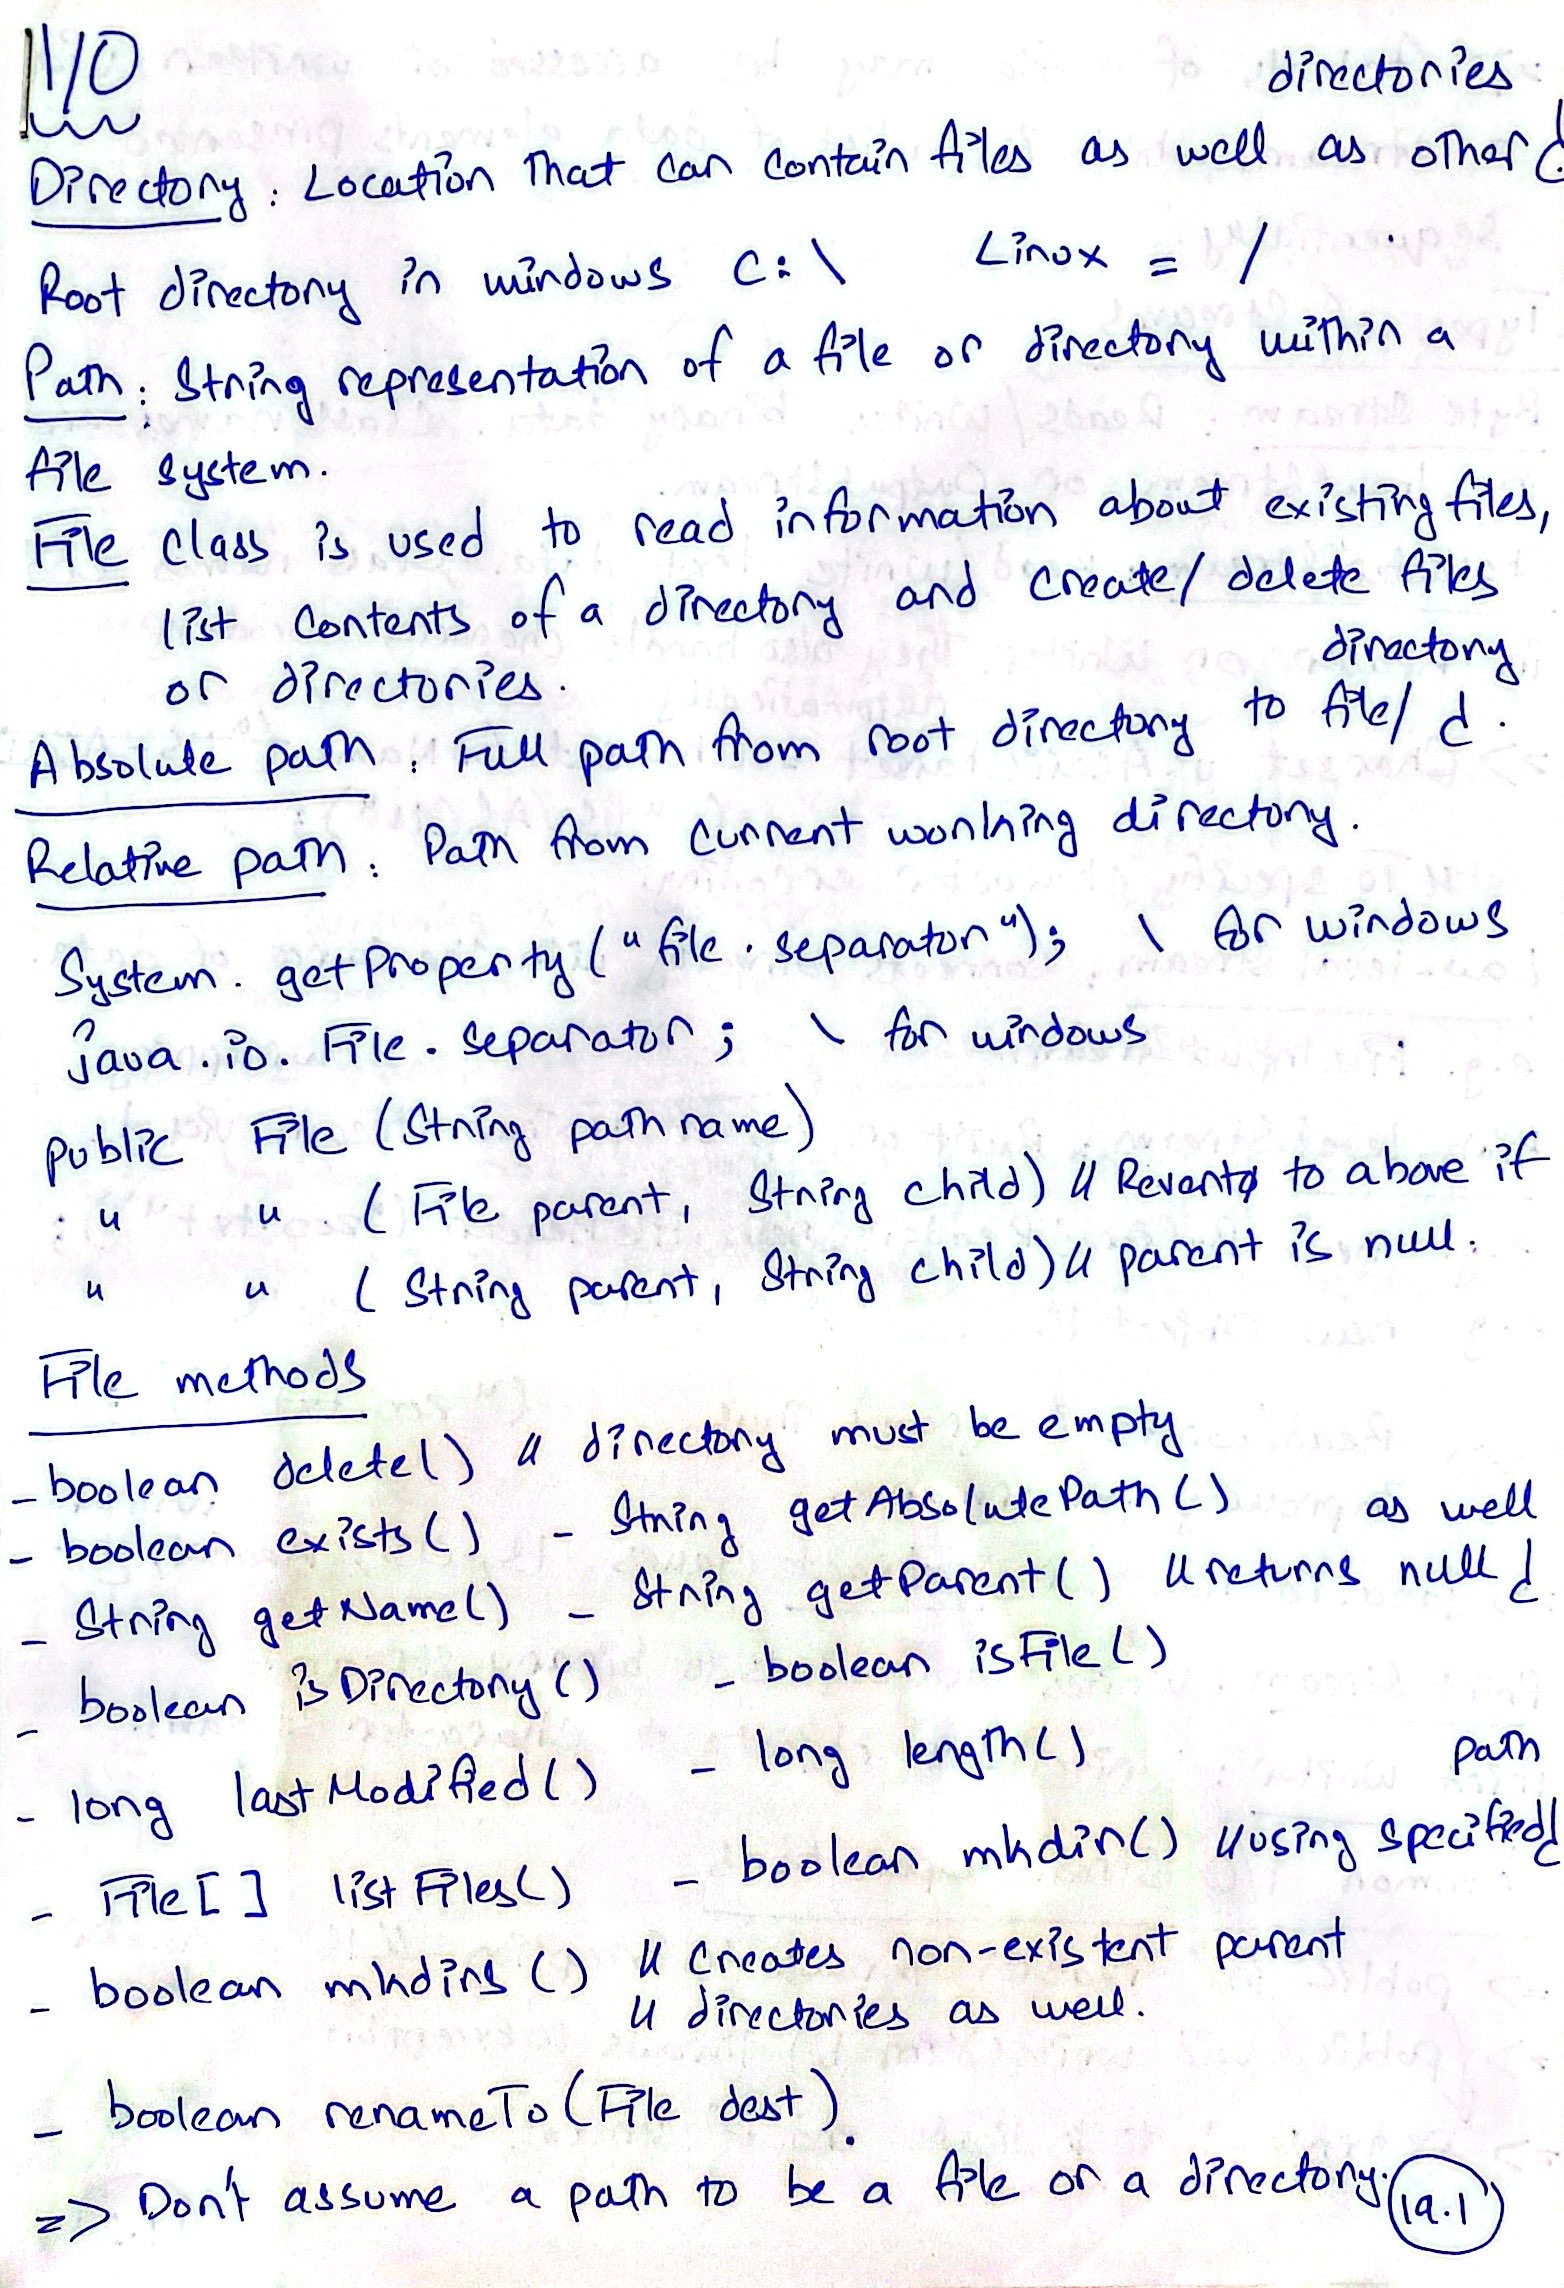 I/O
Directory: Location that can contain files as well as other directories
Root directory in windows C:\ Linux = /
Path: String representation of a file or directory within a
file system.
File class is used to read information about existing files,
list contents of a directory and create/delete files
or directories.
Absolute path: Full path from root directory to file/directory.
Relative path: Path from current working directory.
System.getProperty("file.separator"); \ for windows
java.io.File.separator; \ for windows
public File (String pathname)
" " (File parent, String child) // Reverts to above if
" " (String parent, String child) // parent is null.
File methods
- boolean delete() // directory must be empty
- boolean exists() - String getAbsolutePath()
- String getName() - String getParent() // returns null as well
- boolean isDirectory() - boolean isFile()
- long lastModified() - long length()
- File[] listFiles() - boolean mkdir() // using specified path
- boolean mkdirs() // Creates non-existent parent
// directories as well.
- boolean renameTo(File dest).
=> Don't assume a path to be a file or a directory.
19.1